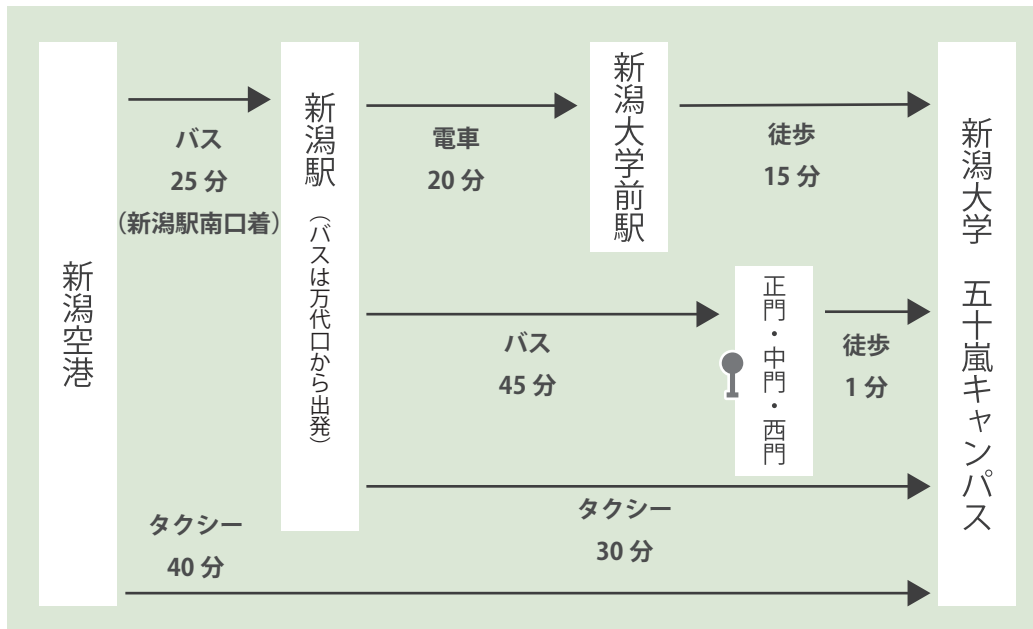 新潟空港
バス
25 分
（新潟駅南口着）
新潟駅 （バスは万代口から出発）
電車
20 分
新潟大学前駅
徒歩
15 分
バス
45 分
正門・中門・西門
徒歩
1 分
タクシー
30 分
タクシー
40 分
新潟大学 五十嵐キャンパス